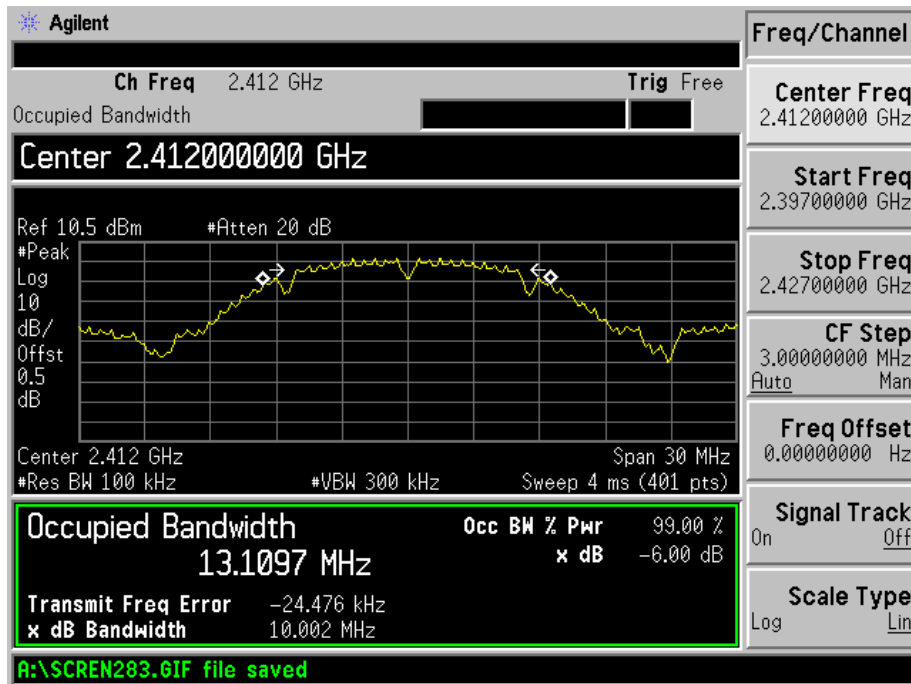 Agilent
Ch Freq 2.412 GHz Trig Free
Occupied Bandwidth
Center 2.412000000 GHz
Ref 10.5 dBm #Atten 20 dB
#Peak
Log
10
dB/
Offst
0.5
dB
Center 2.412 GHz Span 30 MHz
#Res BW 100 kHz #VBW 300 kHz Sweep 4 ms (401 pts)
Occupied Bandwidth Occ BW % Pwr 99.00 %
13.1097 MHz x dB -6.00 dB
Transmit Freq Error -24.476 kHz
x dB Bandwidth 10.002 MHz
A:\SCREN283.GIF file saved
Freq/Channel
Center Freq
2.41200000 GHz
Start Freq
2.39700000 GHz
Stop Freq
2.42700000 GHz
CF Step
3.00000000 MHz
Auto Man
Freq Offset
0.00000000 Hz
Signal Track
On Off
Scale Type
Log Lin